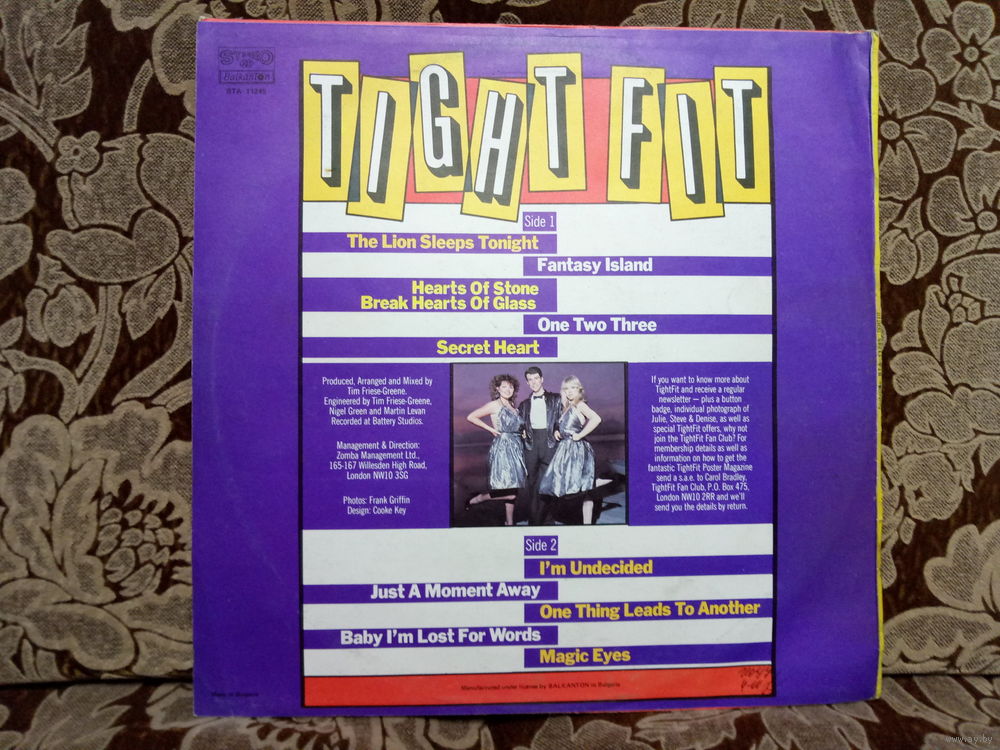 STEREO
Balkanton
BTA 11245
TIGHT FIT
Side 1
The Lion Sleeps Tonight
Fantasy Island
Hearts Of Stone
Break Hearts Of Glass
One Two Three
Secret Heart
Produced, Arranged and Mixed by
Tim Friese-Greene.
Engineered by Tim Friese-Greene,
Nigel Green and Martin Levan
Recorded at Battery Studios.
Management & Direction:
Zomba Management Ltd.,
165-167 Willesden High Road,
London NW10 3SG
Photos: Frank Griffin
Design: Cooke Key
If you want to know more about
TightFit and receive a regular
newsletter — plus a button
badge, individual photograph of
Julie, Steve & Denise, as well as
special TightFit offers, why not
join the TightFit Fan Club? For
membership details as well as
information on how to get the
fantastic TightFit Poster Magazine
send a s.a.e. to Carol Bradley,
TightFit Fan Club, P.O. Box 475,
London NW10 2RR and we'll
send you the details by return.
Side 2
I'm Undecided
Just A Moment Away
One Thing Leads To Another
Baby I'm Lost For Words
Magic Eyes
Manufactured under license by BALKANTON in Bulgaria
Made in Bulgaria
www.ay.by